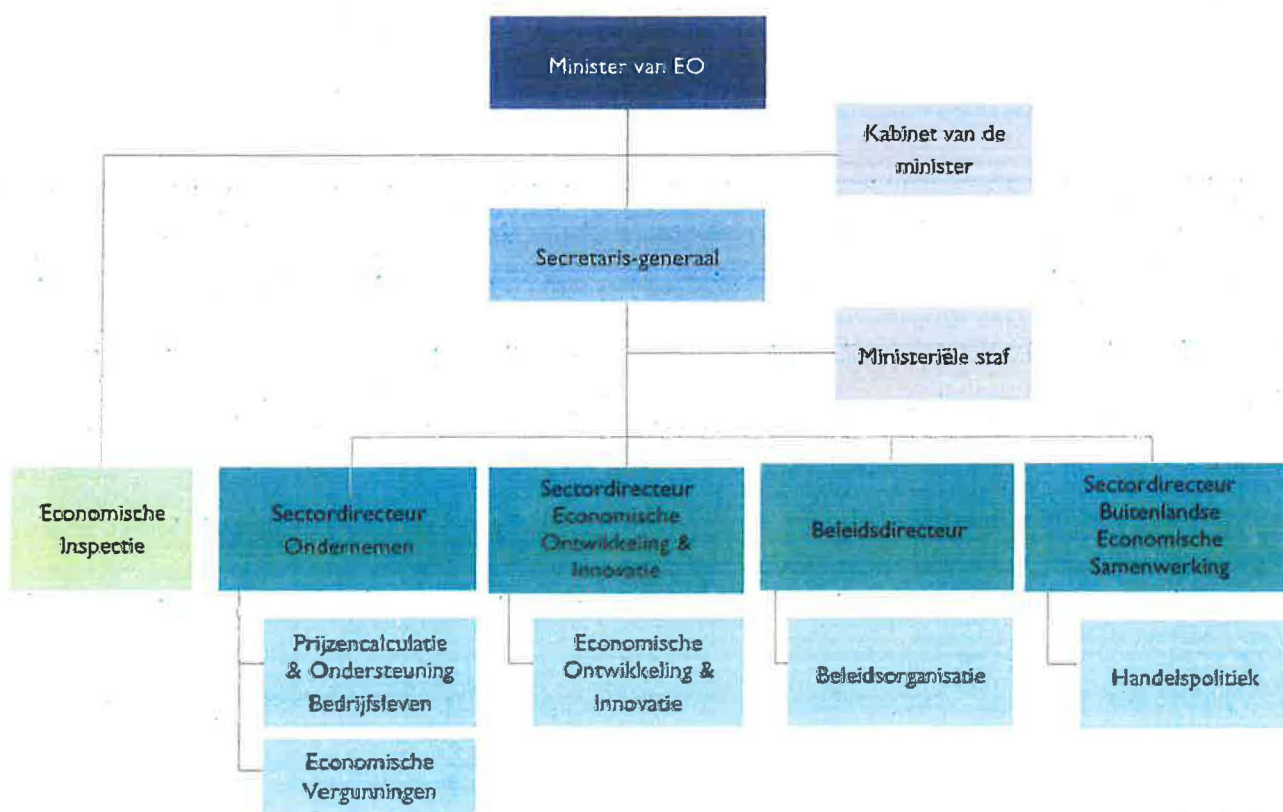 Minister van EO
Kabinet van de
minister
Secretaris-generaal
Ministeriële staf
Economische
Inspectie
Sectordirecteur
Ondernemen
Sectordirecteur
Economische
Ontwikkeling &
Innovatie
Beleidsdirecteur
Sectordirecteur
Buitenlandse
Economische
Samenwerking
Prijzencalculatie
& Ondersteuning
Bedrijfsleven
Economische
Ontwikkeling &
Innovatie
Beleidsorganisatie
Handelspolitiek
Economische
Vergunningen